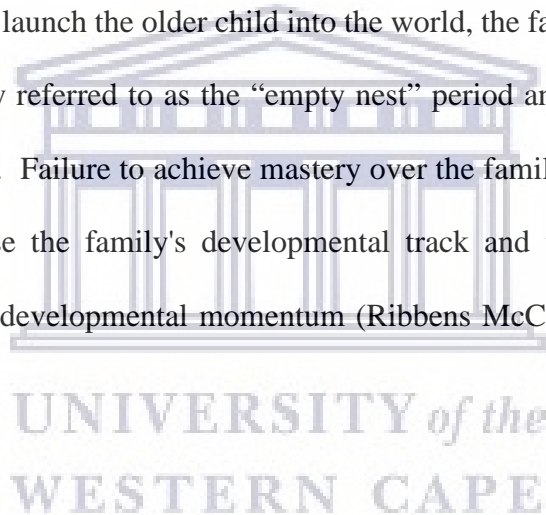 launch the older child into the world, the fa
referred to as the “empty nest” period an
Failure to achieve mastery over the famil
the family's developmental track and
developmental momentum (Ribbens McC
UNIVERSITY of the
WESTERN CAPE